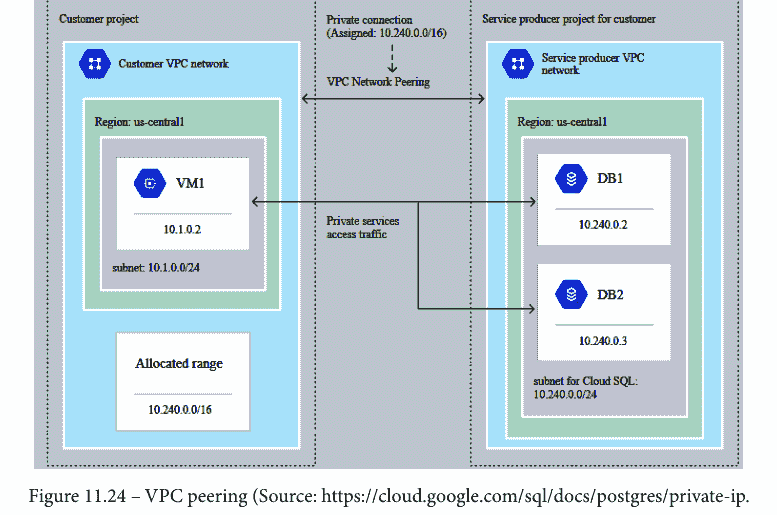 Customer project
Private connection
(Assigned: 10.240.0.0/16)
Service producer project for customer
Customer VPC network
VPC Network Peering
Service producer VPC
network
Region: us-central1
Region: us-central1
VM1
10.1.0.2
subnet: 10.1.0.0/24
Private services
access traffic
DB1
10.240.0.2
DB2
10.240.0.3
subnet for Cloud SQL:
10.240.0.0/24
Allocated range
10.240.0.0/16
Figure 11.24 – VPC peering (Source: https://cloud.google.com/sql/docs/postgres/private-ip.